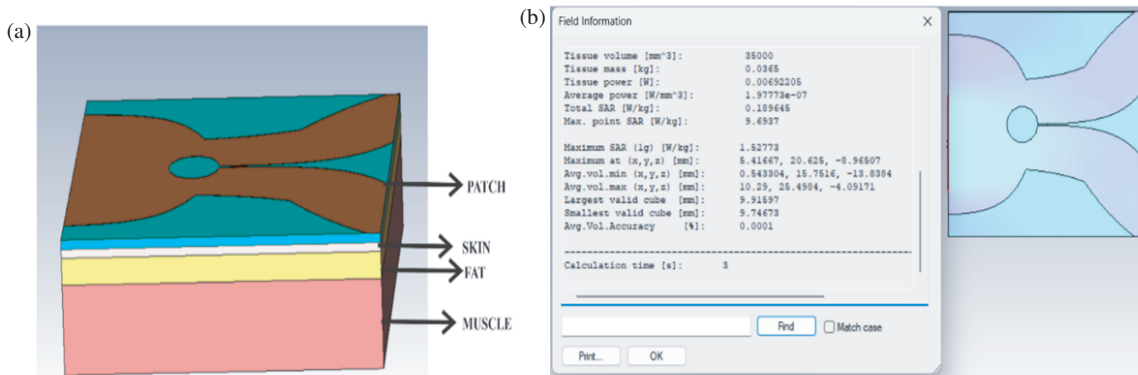 (a)
PATCH
SKIN
FAT
MUSCLE
(b)
Field Information
Tissue volume [mm^3]: 35000
Tissue mass [kg]: 0.0365
Tissue power [W]: 0.00692205
Average power [W/mm^3]: 1.97773e-07
Total SAR [W/kg]: 0.189645
Max. point SAR [W/kg]: 9.6937
Maximum SAR (1g) [W/kg]: 1.52773
Maximum at (x,y,z) [mm]: 5.41667, 20.625, -8.96507
Avg.vol.min (x,y,z) [mm]: 0.543304, 15.7516, -13.8384
Avg.vol.max (x,y,z) [mm]: 10.29, 25.4984, -4.09171
Largest valid cube [mm]: 9.91597
Smallest valid cube [mm]: 9.74673
Avg.Vol.Accuracy [%]: 0.0001
Calculation time [s]: 3
Find
Match case
Print...
OK